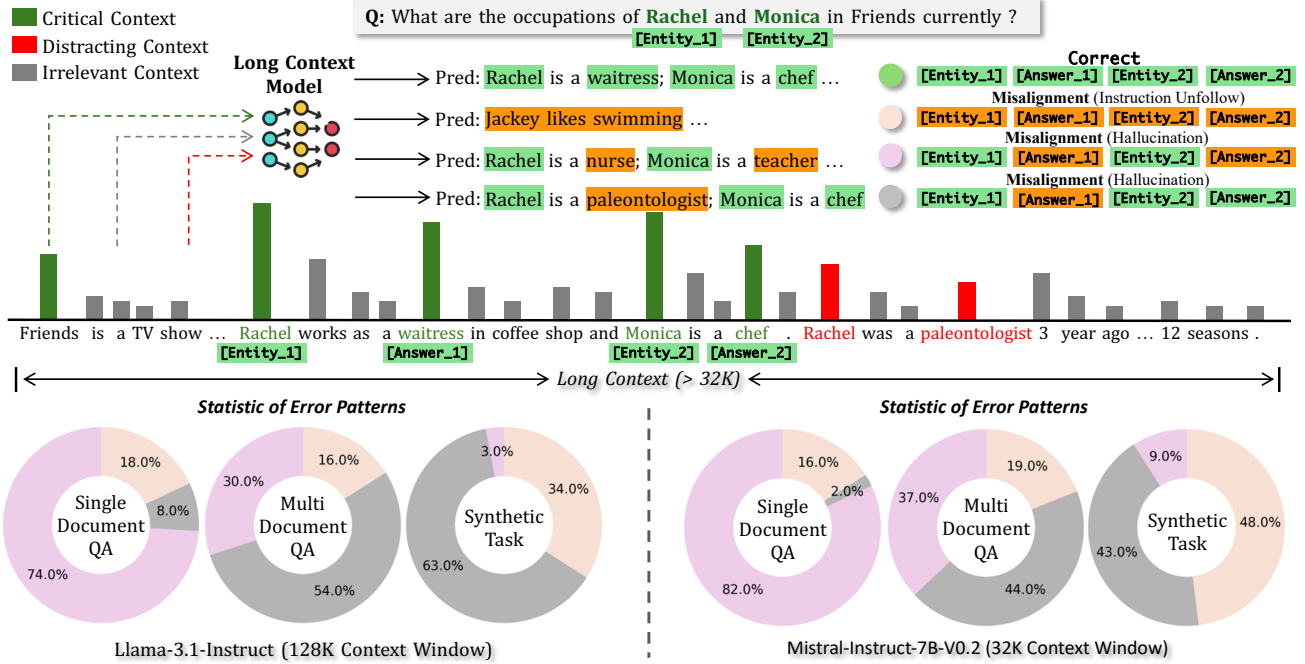 Critical Context
Distracting Context
Irrelevant Context
Q: What are the occupations of Rachel and Monica in Friends currently ?
[Entity_1] [Entity_2]
Long Context
Model
Pred: Rachel is a waitress; Monica is a chef ...
Pred: Jackey likes swimming ...
Pred: Rachel is a nurse; Monica is a teacher ...
Pred: Rachel is a paleontologist; Monica is a chef
Correct
[Entity_1] [Answer_1] [Entity_2] [Answer_2]
Misalignment (Instruction Unfollow)
[Entity_1] [Answer_1] [Entity_2] [Answer_2]
Misalignment (Hallucination)
[Entity_1] [Answer_1] [Entity_2] [Answer_2]
Misalignment (Hallucination)
[Entity_1] [Answer_1] [Entity_2] [Answer_2]
Friends is a TV show ... Rachel works as a waitress in coffee shop and Monica is a chef . Rachel was a paleontologist 3 year ago ... 12 seasons .
[Entity_1] [Answer_1] [Entity_2] [Answer_2]
Long Context (> 32K)
Statistic of Error Patterns
18.0%
8.0%
74.0%
Single
Document
QA
16.0%
30.0%
54.0%
Multi
Document
QA
3.0%
34.0%
63.0%
Synthetic
Task
Llama-3.1-Instruct (128K Context Window)
Statistic of Error Patterns
16.0%
2.0%
82.0%
Single
Document
QA
19.0%
37.0%
44.0%
Multi
Document
QA
9.0%
48.0%
43.0%
Synthetic
Task
Mistral-Instruct-7B-V0.2 (32K Context Window)